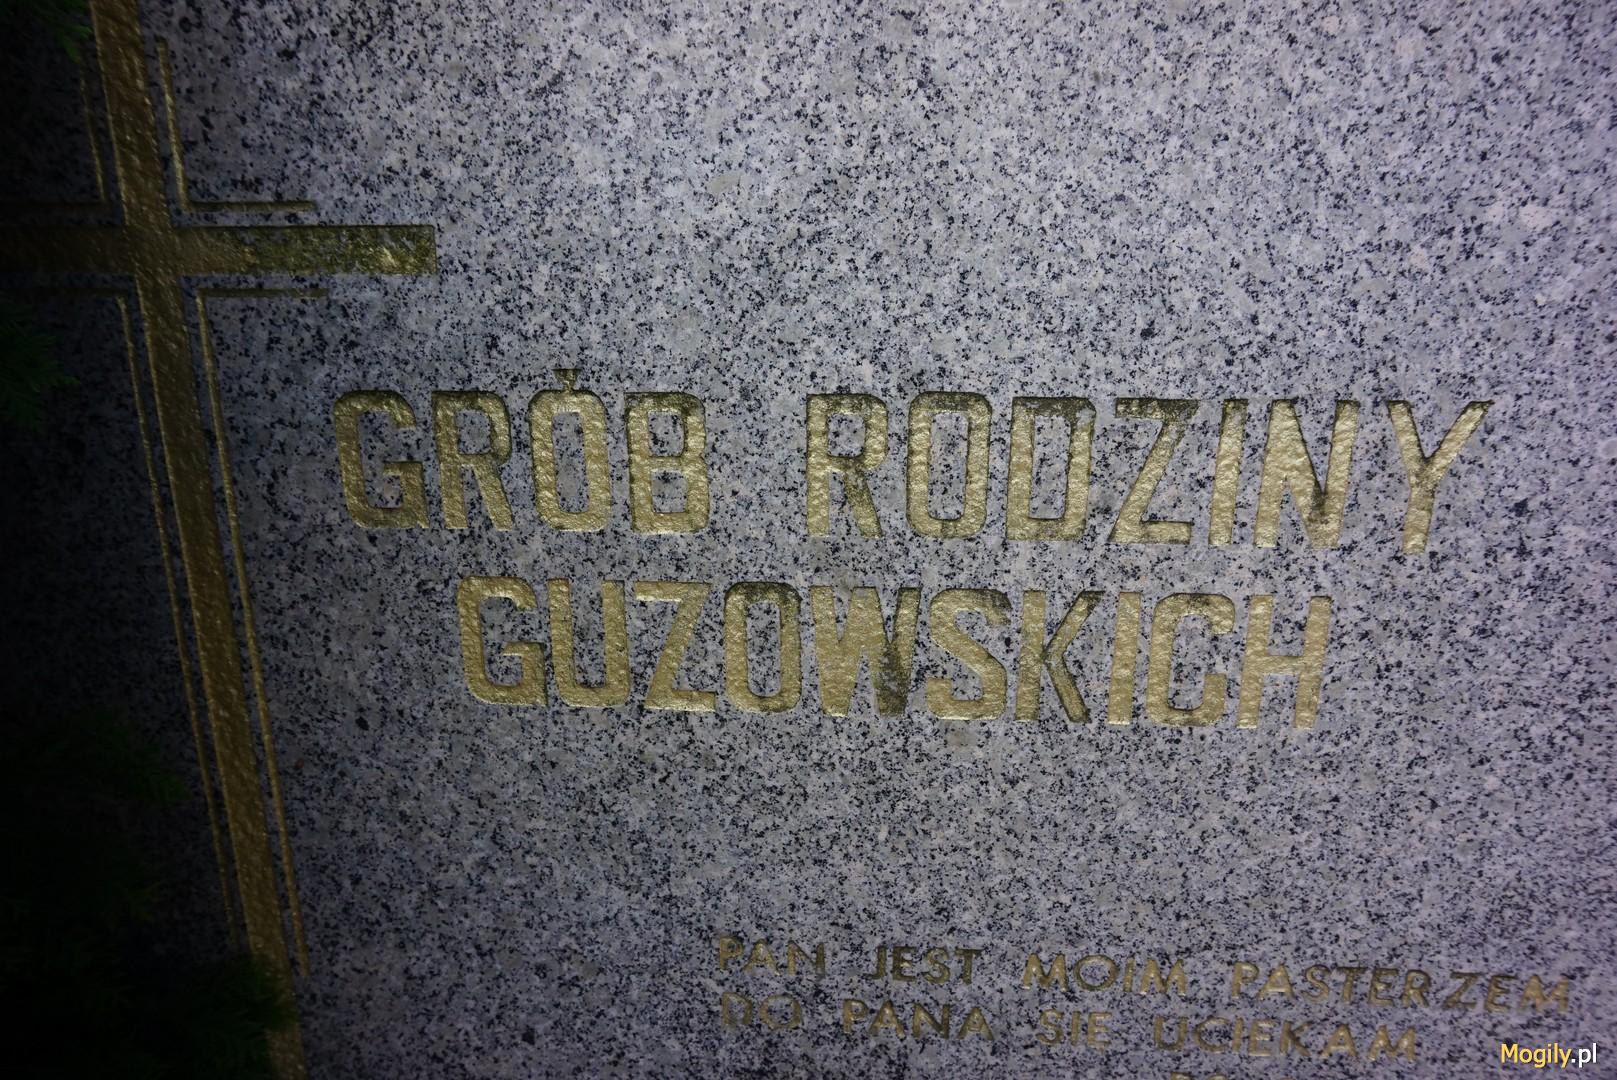 GRÓB RODZINY
GUZOWSKICH
PAN JEST MOIM PASTERZEM
DO PANA SIE UCIEKAM
Mogily.pl